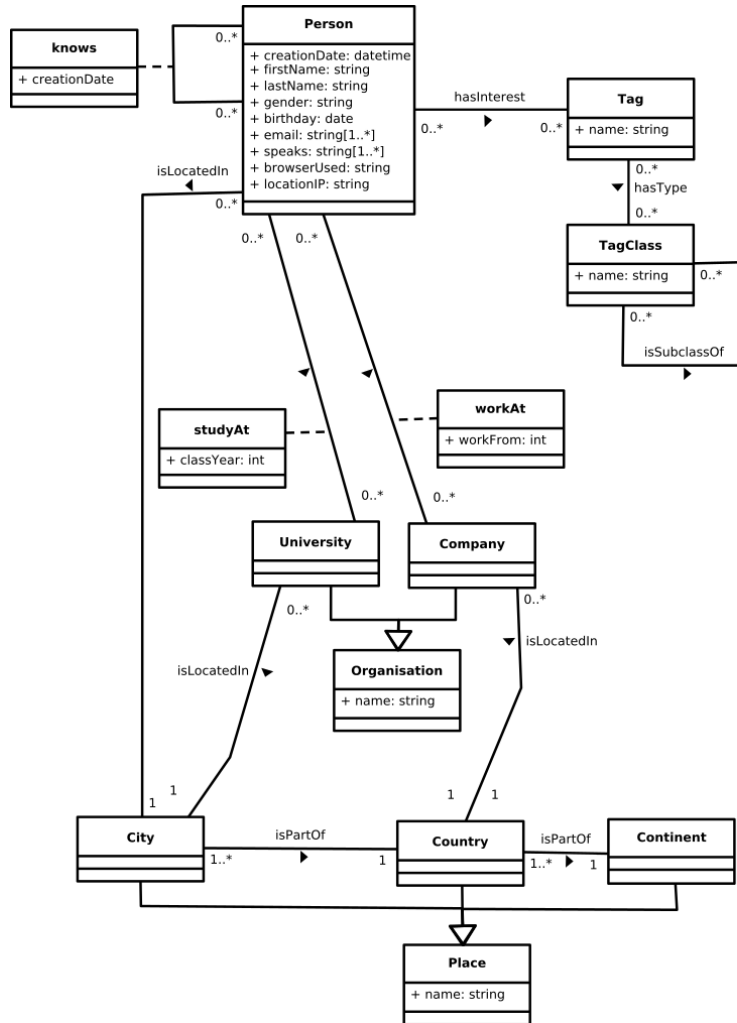 Person
0..*
knows
+ creationDate
+ creationDate: datetime
+ firstName: string
+ lastName: string
+ gender: string
+ birthday: date
+ email: string[1..*]
+ speaks: string[1..*]
+ browserUsed: string
+ locationIP: string
0..*
hasInterest
0..*
0..*
Tag
+ name: string
isLocatedIn
0..*
0..*
hasType
0..*
0..*
0..*
TagClass
+ name: string
0..*
0..*
isSubclassOf
studyAt
+ classYear: int
workAt
+ workFrom: int
0..*
0..*
University
Company
0..*
0..*
isLocatedIn
isLocatedIn
Organisation
+ name: string
1
1
1
1
City
isPartOf
1..*
1
Country
isPartOf
1..*
1
Continent
Place
+ name: string